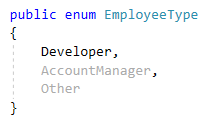 public enum EmployeeType
{
    Developer,
    AccountManager,
    Other
}